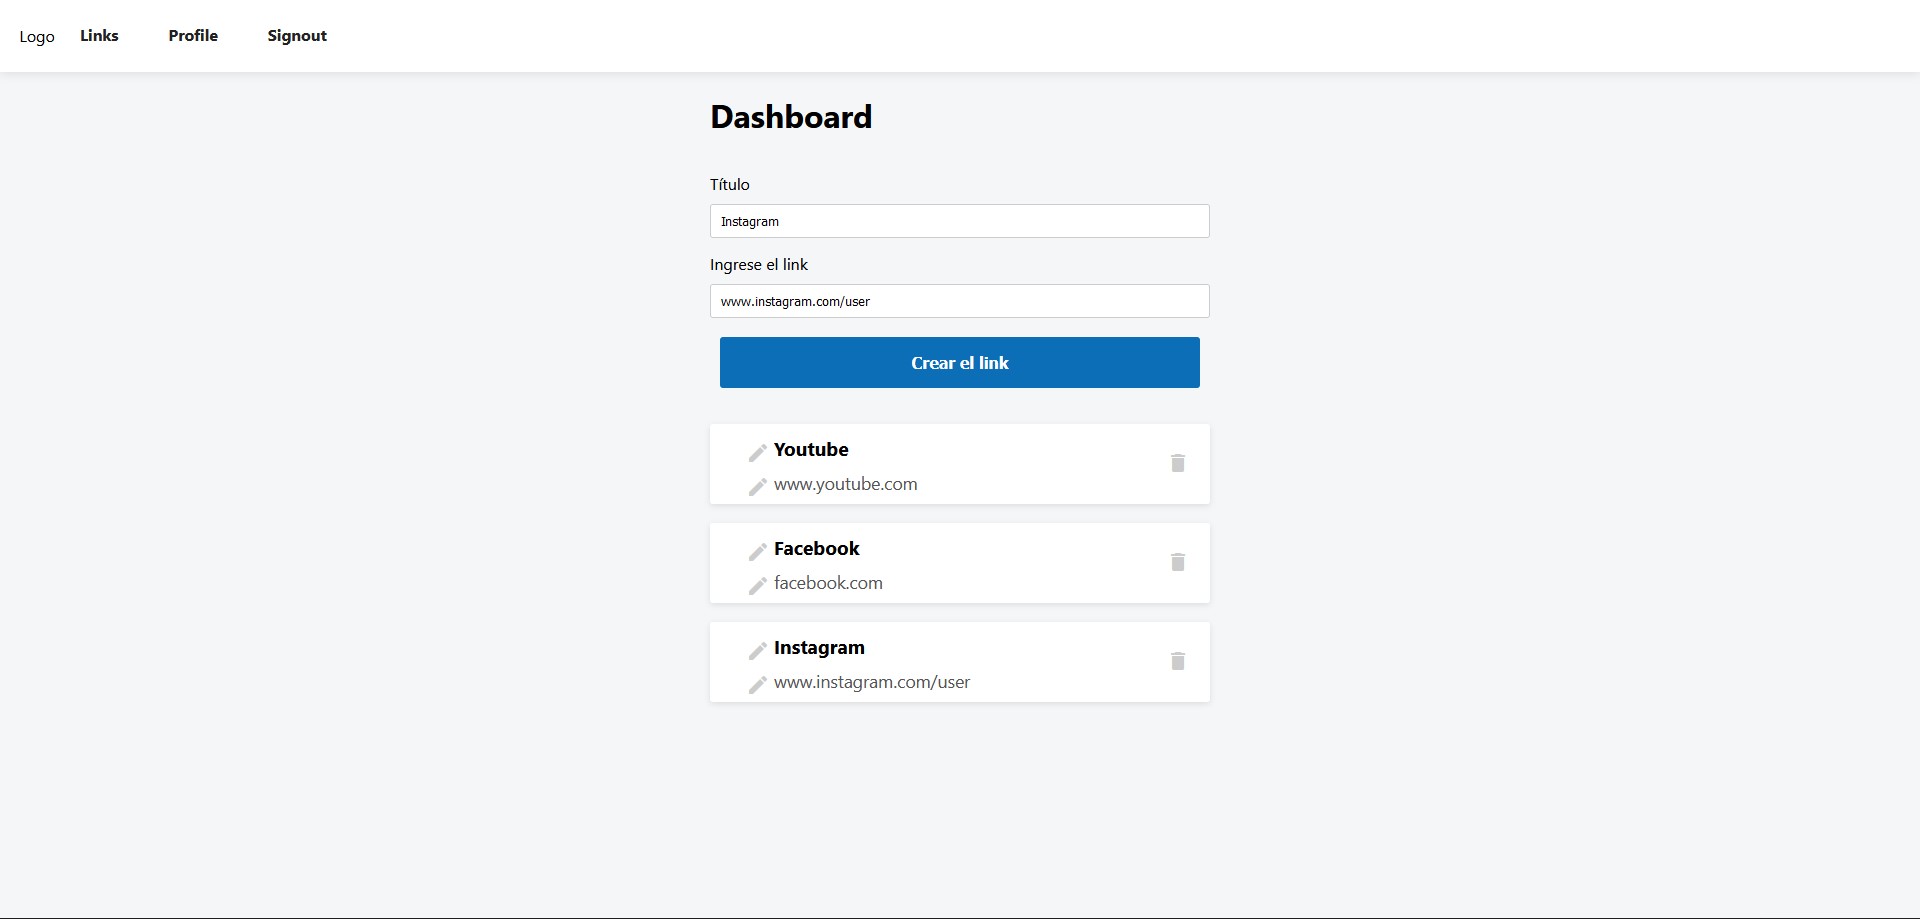 Logo Links Profile Signout
Dashboard
Título
Instagram
Ingrese el link
www.instagram.com/user
Crear el link
Youtube
www.youtube.com
Facebook
facebook.com
Instagram
www.instagram.com/user